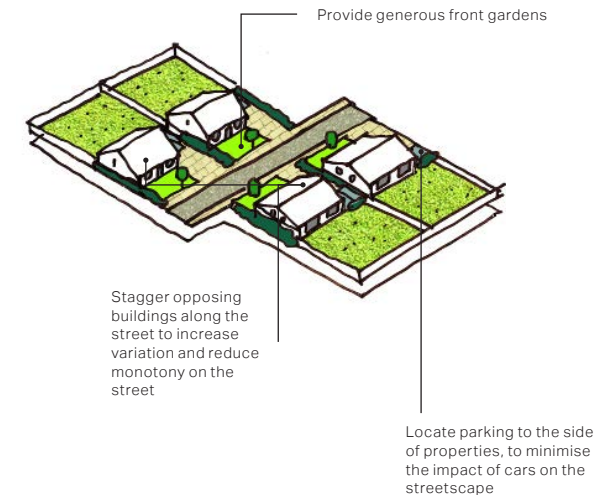 Provide generous front gardens
Stagger opposing
buildings along the
street to increase
variation and reduce
monotony on the
street
Locate parking to the side
of properties, to minimise
the impact of cars on the
streetscape